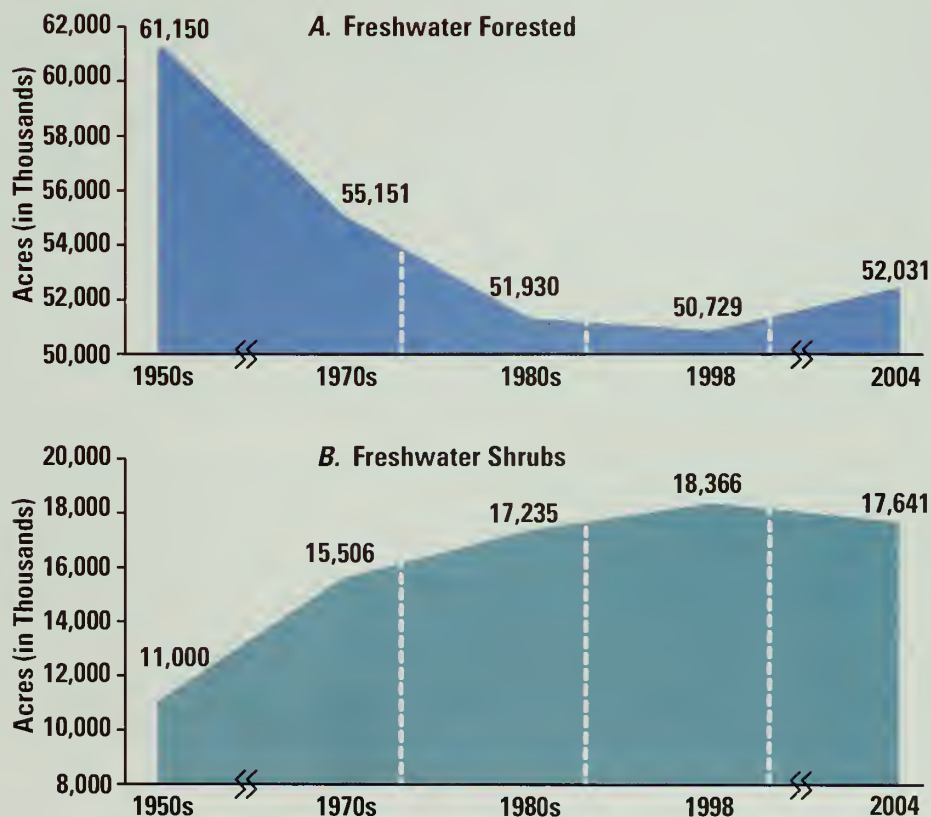 A. Freshwater Forested
Acres (in Thousands)
62,000
60,000
58,000
56,000
54,000
52,000
50,000
61,150
55,151
51,930
50,729
52,031
1950s
1970s
1980s
1998
2004
B. Freshwater Shrubs
Acres (in Thousands)
20,000
18,000
16,000
14,000
12,000
10,000
8,000
11,000
15,506
17,235
18,366
17,641
1950s
1970s
1980s
1998
2004